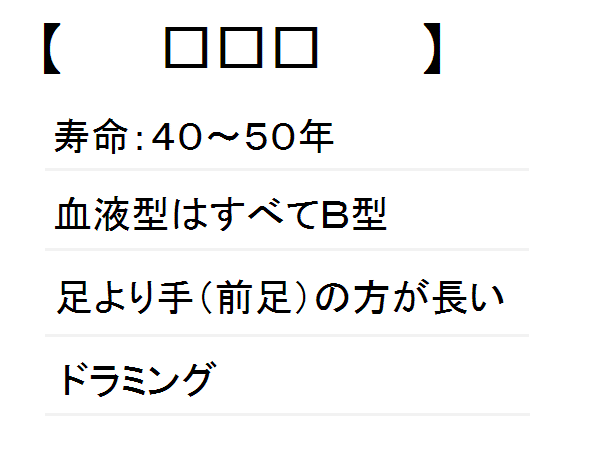 【 □□□ 】
寿命:40~50年
血液型はすべてB型
足より手(前足)の方が長い
ドラミング